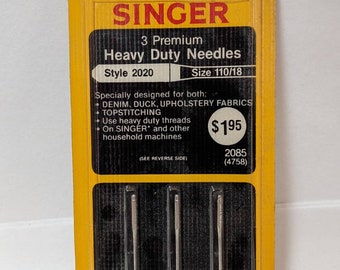 SINGER
3 Premium
Heavy Duty Needles
Style 2020 Size 110/18
Specially designed for both:
• DENIM, DUCK, UPHOLSTERY FABRICS
• TOPSTITCHING
• Use heavy duty threads
• On SINGER* and other
household machines
$1.95
2085
(4758)
(SEE REVERSE SIDE)